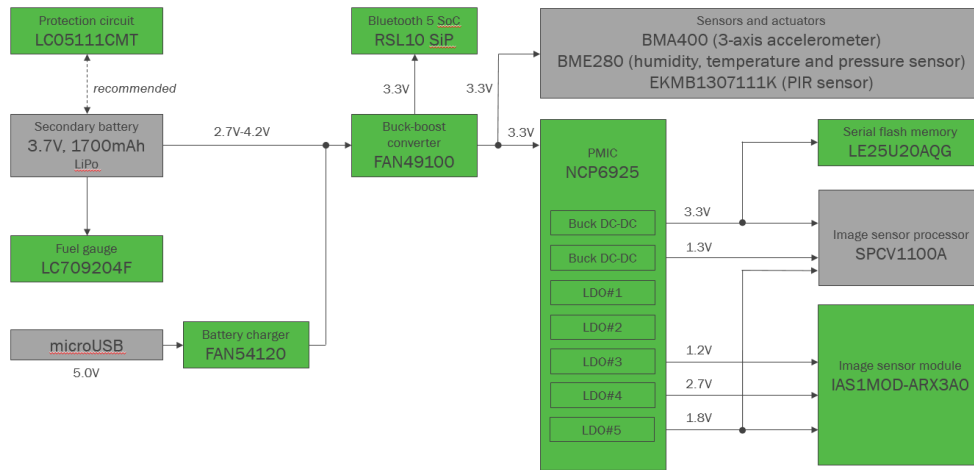 Protection circuit
LC05111CMT
recommended
Secondary battery
3.7V, 1700mAh
LiPo
Fuel gauge
LC709204F
microUSB
5.0V
Battery charger
FAN54120
2.7V-4.2V
Bluetooth 5 SoC
RSL10 SiP
3.3V
Buck-boost
converter
FAN49100
3.3V
3.3V
Sensors and actuators
BMA400 (3-axis accelerometer)
BME280 (humidity, temperature and pressure sensor)
EKMB1307111K (PIR sensor)
PMIC
NCP6925
Buck DC-DC
Buck DC-DC
LDO#1
LDO#2
LDO#3
LDO#4
LDO#5
3.3V
1.3V
1.2V
2.7V
1.8V
Serial flash memory
LE25U20AQG
Image sensor processor
SPCV1100A
Image sensor module
IAS1MOD-ARX3A0